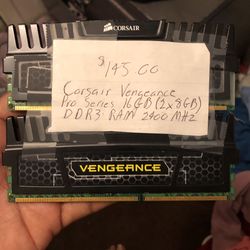 CORSAIR
$145.00
Corsair Vengeance
Pro Series 16GB (2x8GB)
DDR3 RAM 2400 MHz
VENGEANCE